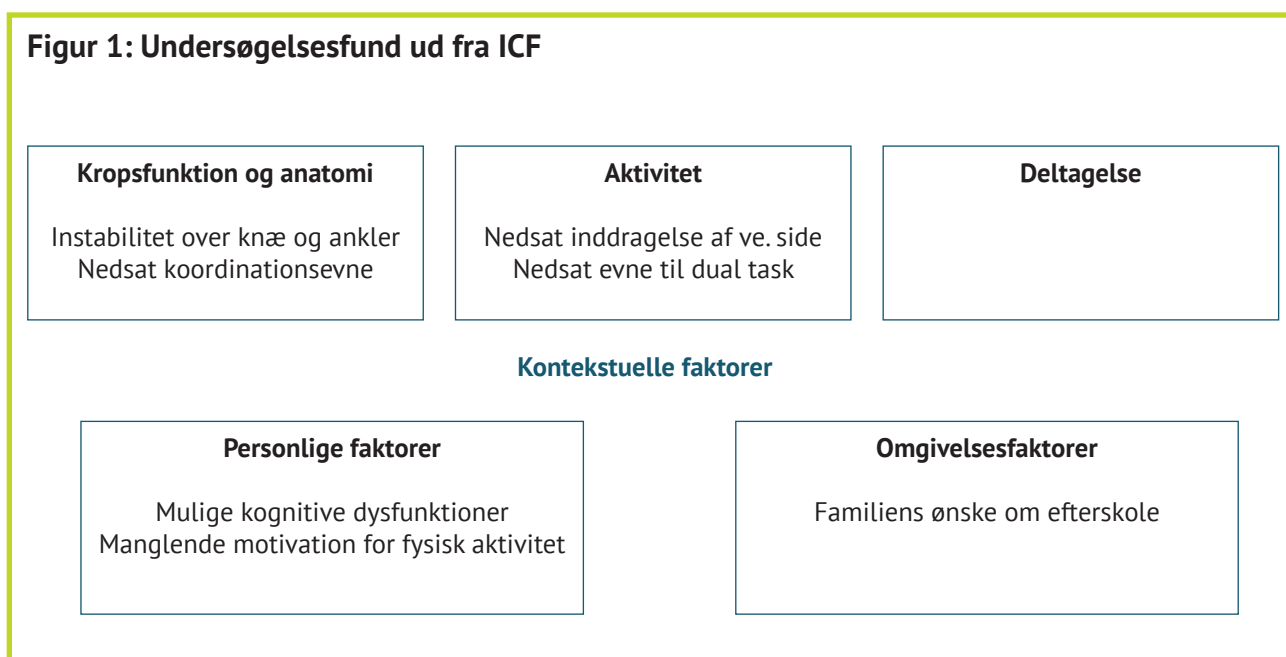 Figur 1: Undersøgelsesfund ud fra ICF
Kropsfunktion og anatomi
Instabilitet over knæ og ankler
Nedsat koordinationsevne
Aktivitet
Nedsat inddragelse af ve. side
Nedsat evne til dual task
Deltagelse
Kontekstuelle faktorer
Personlige faktorer
Mulige kognitive dysfunktioner
Manglende motivation for fysisk aktivitet
Omgivelsesfaktorer
Familiens ønske om efterskole